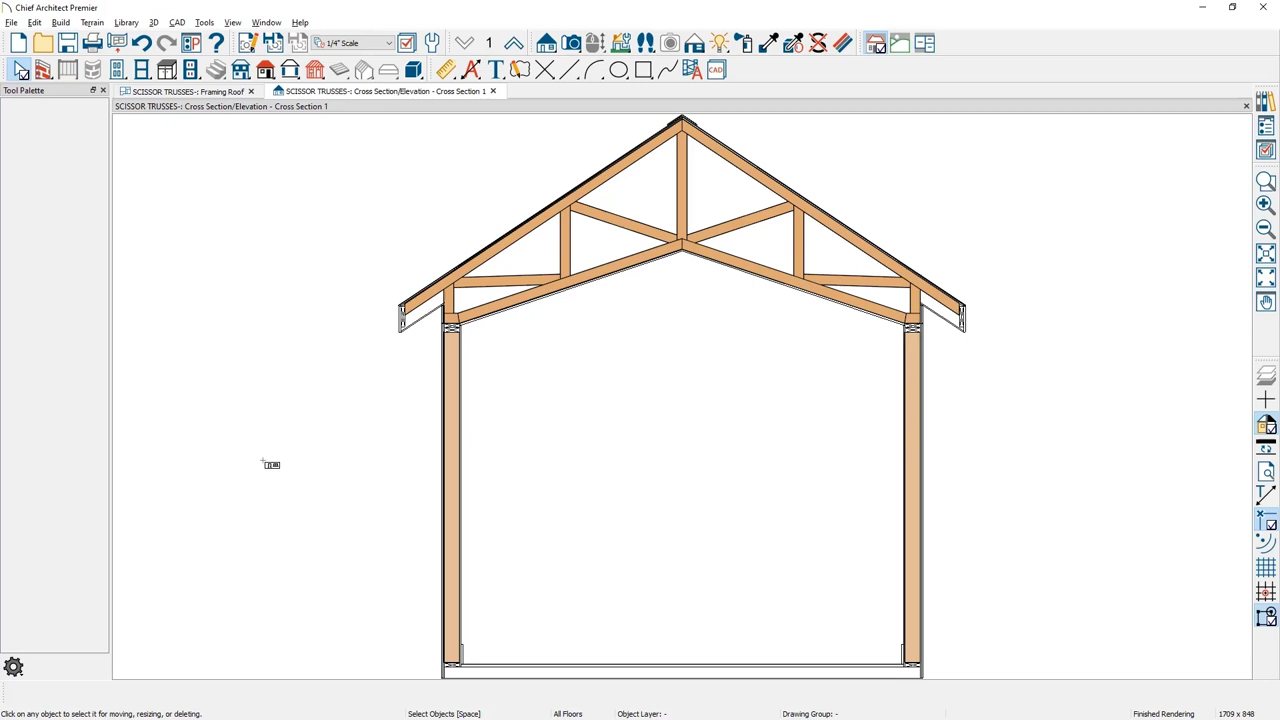 Chief Architect Premier
File Edit Build Terrain Library 3D CAD Tools View Window Help
1/4" Scale 1
CAD
Tool Palette
SCISSOR TRUSSES-: Framing Roof
SCISSOR TRUSSES-: Cross Section/Elevation - Cross Section 1
SCISSOR TRUSSES-: Cross Section/Elevation - Cross Section 1
Click on any object to select it for moving, resizing, or deleting. Select Objects [Space] All Floors Object Layer: - Drawing Group: - Finished Rendering 1709 x 848